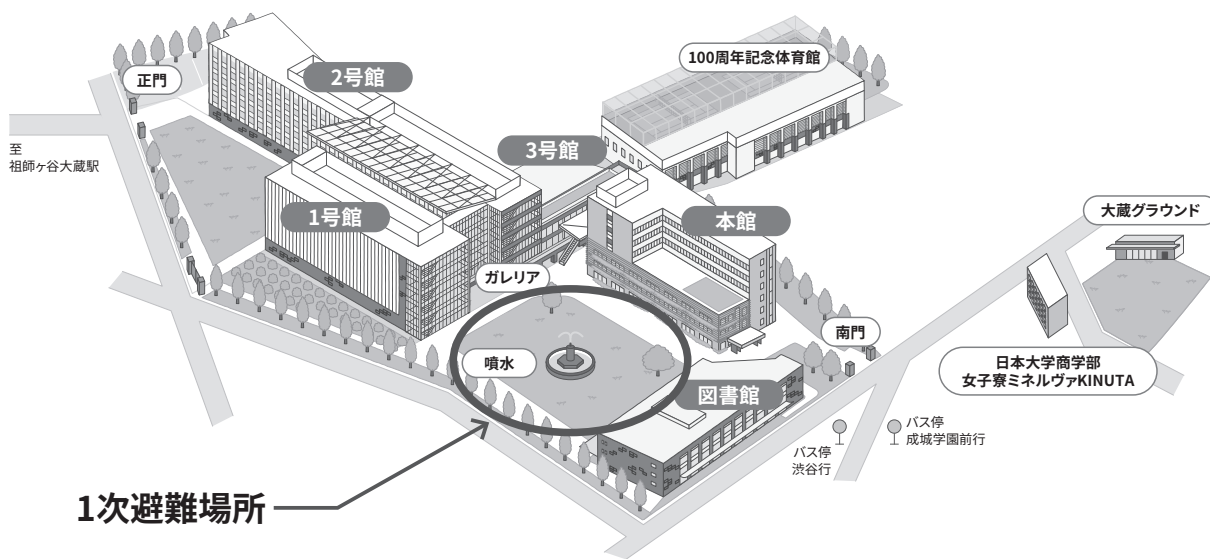 100周年記念体育館
正門
2号館
至
祖師ヶ谷大蔵駅
3号館
1号館
本館
大蔵グラウンド
ガレリア
南門
噴水
日本大学商学部
女子寮ミネルヴァKINUTA
図書館
バス停
成城学園前行
バス停
渋谷行
1次避難場所